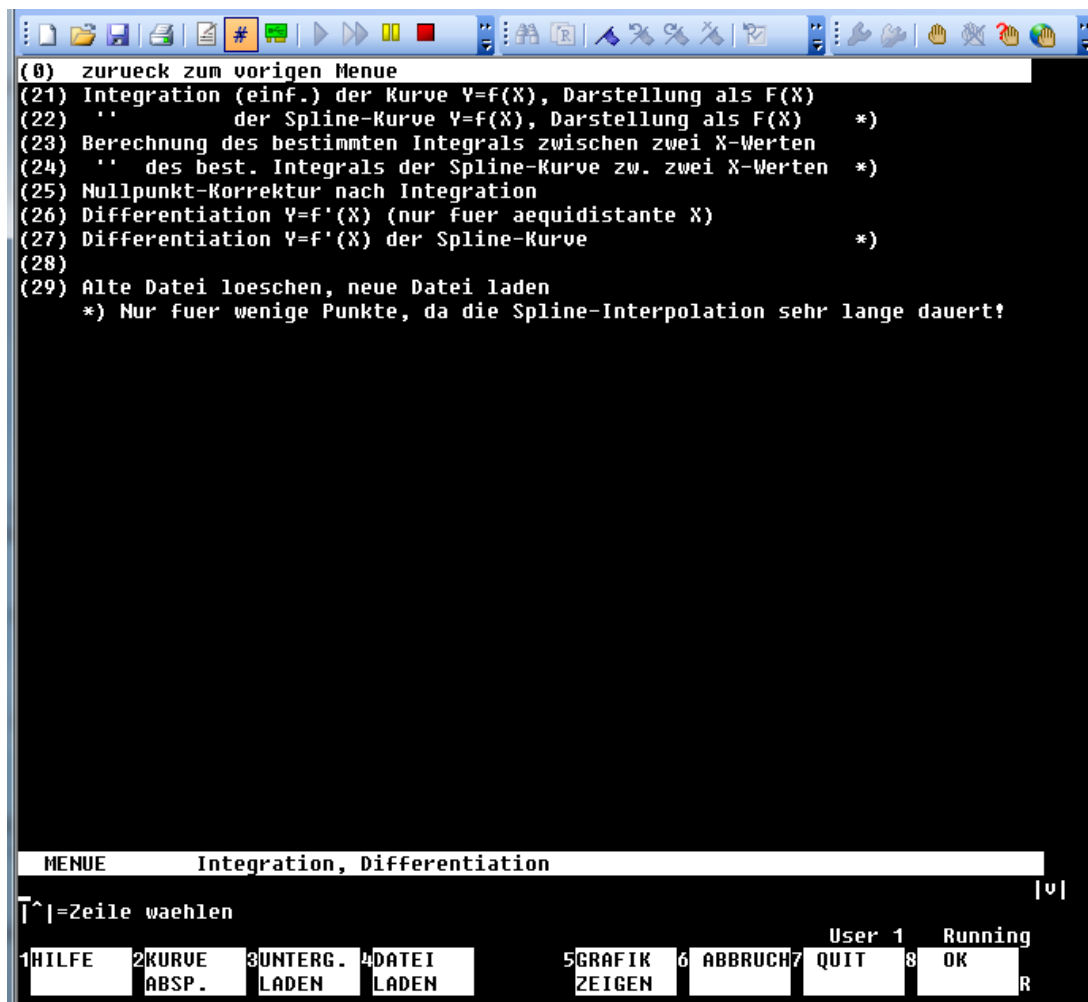 (0)  zurueck zum vorigen Menue
(21) Integration (einf.) der Kurve Y=f(X), Darstellung als F(X)
(22)  ''           der Spline-Kurve Y=f(X), Darstellung als F(X)     *)
(23) Berechnung des bestimmten Integrals zwischen zwei X-Werten
(24)  ''   des best. Integrals der Spline-Kurve zw. zwei X-Werten  *)
(25) Nullpunkt-Korrektur nach Integration
(26) Differentiation Y=f'(X) (nur fuer aequidistante X)
(27) Differentiation Y=f'(X) der Spline-Kurve                 *)
(28)
(29) Alte Datei loeschen, neue Datei laden
*) Nur fuer wenige Punkte, da die Spline-Interpolation sehr lange dauert!
MENUE Integration, Differentiation
|v|
|^|=Zeile waehlen
User 1 Running
1HILFE 2KURVE 3UNTERG. 4DATEI 5GRAFIK 6 ABBRUCH7 QUIT 8 OK
ABSP. LADEN LADEN ZEIGEN R